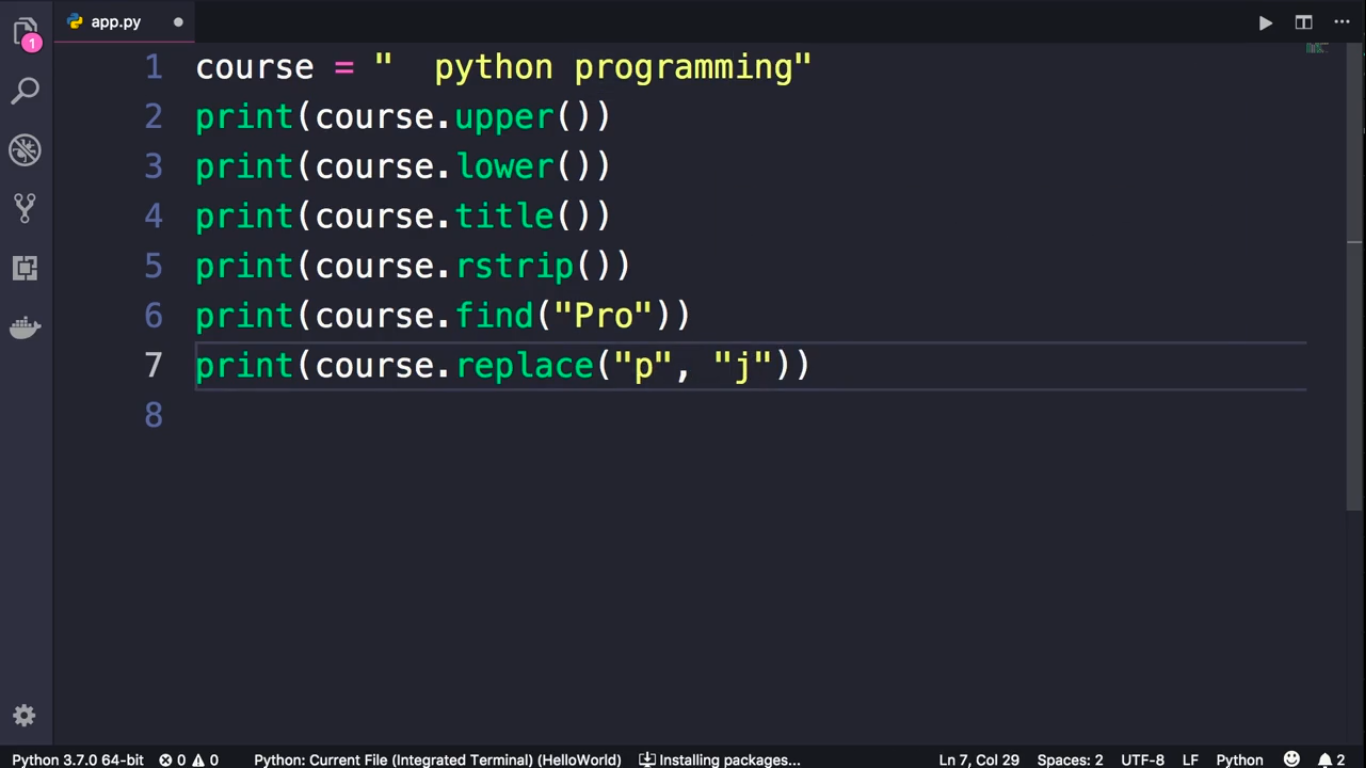 app.py
1
1 course = "  python programming"
2 print(course.upper())
3 print(course.lower())
4 print(course.title())
5 print(course.rstrip())
6 print(course.find("Pro"))
7 print(course.replace("p", "j"))
8
Python 3.7.0 64-bit 0 0 Python: Current File (Integrated Terminal) (HelloWorld) Installing packages... Ln 7, Col 29 Spaces: 2 UTF-8 LF Python 2